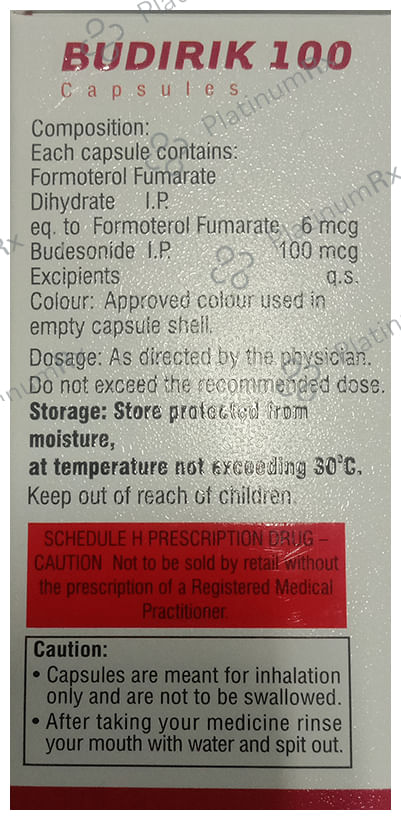 BUDIRIK 100
Capsules
Composition:
Each capsule contains:
Formoterol Fumarate
Dihydrate I.P.
eq. to Formoterol Fumarate 6 mcg
Budesonide I.P. 100 mcg
Excipients q.s.
Colour: Approved colour used in
empty capsule shell.
Dosage: As directed by the physician.
Do not exceed the recommended dose.
Storage: Store protected from
moisture,
at temperature not exceeding 30°C.
Keep out of reach of children.
SCHEDULE H PRESCRIPTION DRUG –
CAUTION Not to be sold by retail without
the prescription of a Registered Medical
Practitioner.
Caution:
• Capsules are meant for inhalation
only and are not to be swallowed.
• After taking your medicine rinse
your mouth with water and spit out.
PlatinumRx
PlatinumRx
PlatinumRx